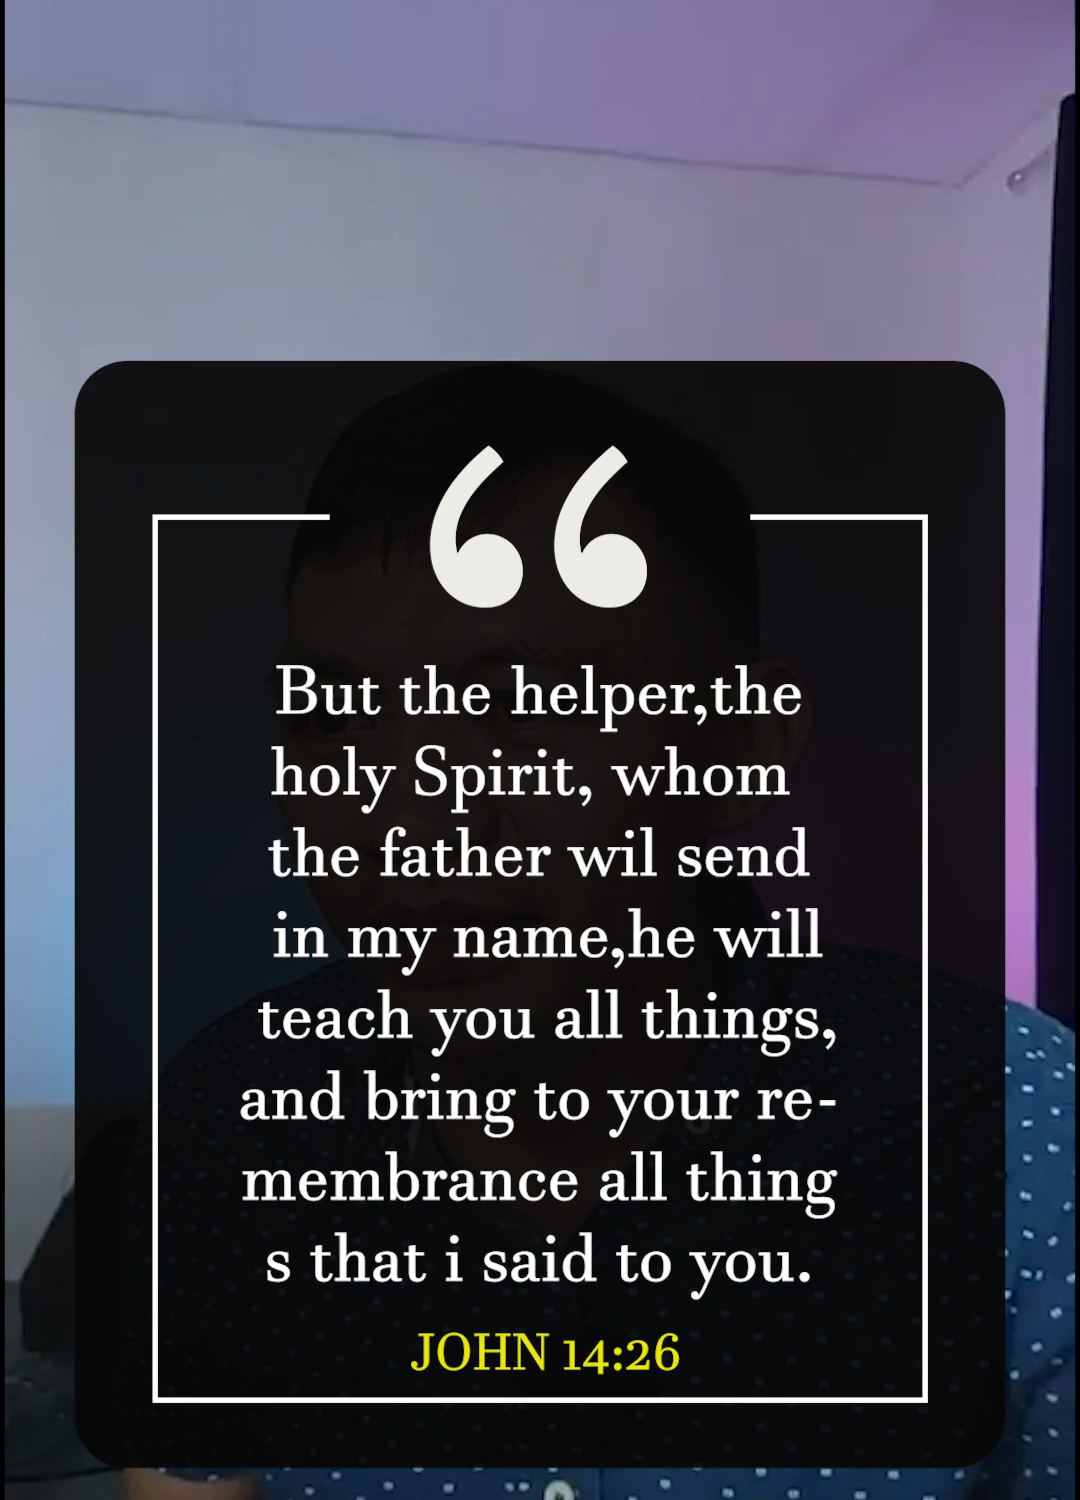 “
But the helper,the
holy Spirit, whom
the father wil send
in my name,he will
teach you all things,
and bring to your re-
membrance all thing
s that i said to you.
JOHN 14:26